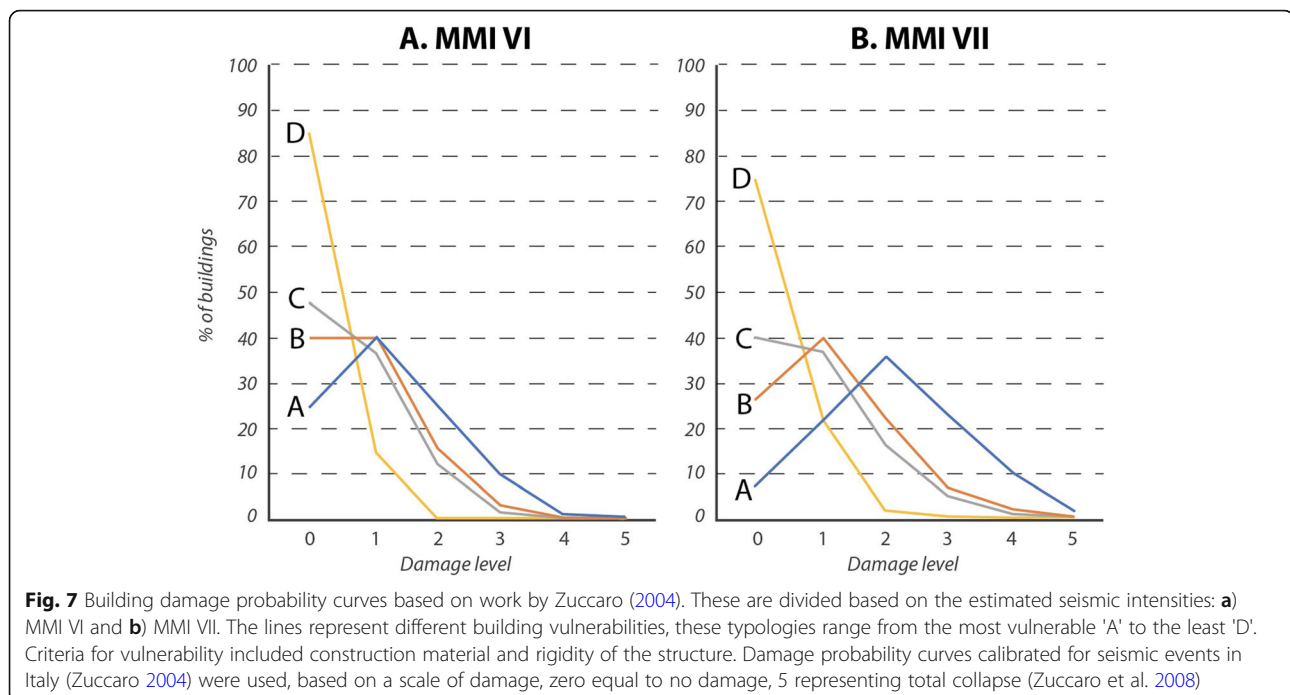 A. MMI VI
100
90
80
70
60
50
40
30
20
10
0
% of buildings
D
C
B
A
0 1 2 3 4 5
Damage level
B. MMI VII
100
90
80
70
60
50
40
30
20
10
0
D
C
B
A
0 1 2 3 4 5
Damage level
Fig. 7 Building damage probability curves based on work by Zuccaro (2004). These are divided based on the estimated seismic intensities: a)
MMI VI and b) MMI VII. The lines represent different building vulnerabilities, these typologies range from the most vulnerable 'A' to the least 'D'.
Criteria for vulnerability included construction material and rigidity of the structure. Damage probability curves calibrated for seismic events in
Italy (Zuccaro 2004) were used, based on a scale of damage, zero equal to no damage, 5 representing total collapse (Zuccaro et al. 2008)